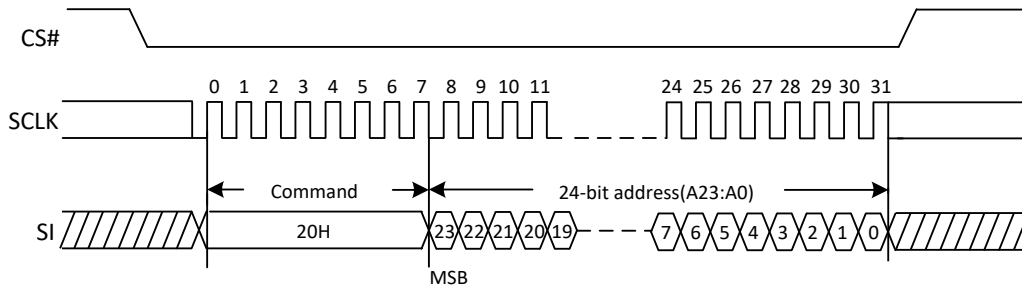 CS#
0 1 2 3 4 5 6 7 8 9 10 11 24 25 26 27 28 29 30 31
SCLK
Command 24-bit address(A23:A0)
SI 20H 23 22 21 20 19 7 6 5 4 3 2 1 0
MSB